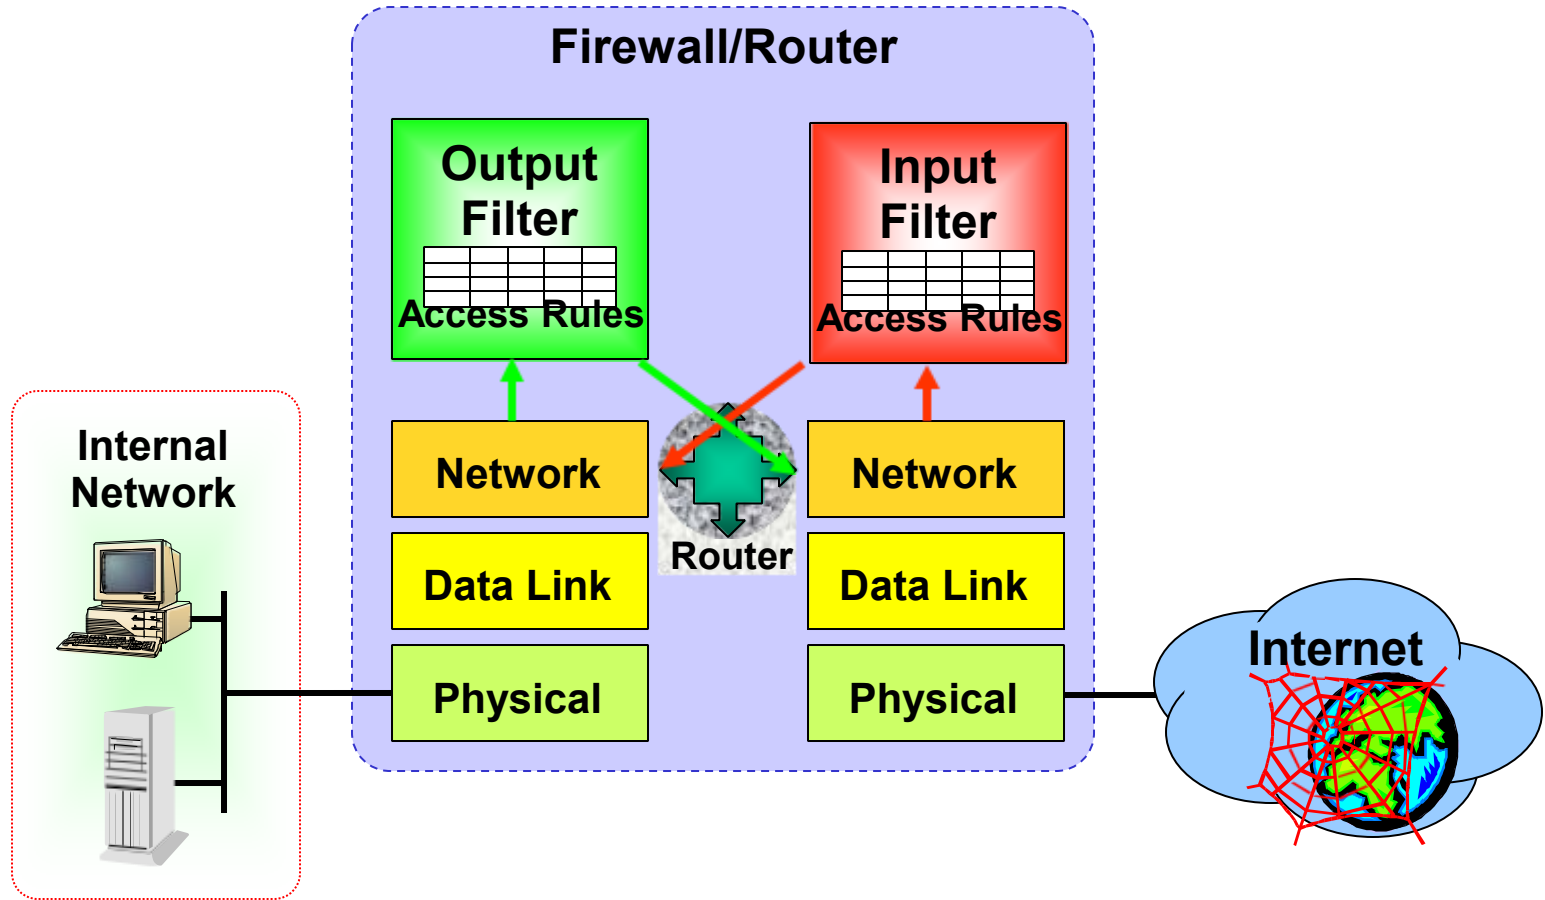 Firewall/Router
Output
Filter
Access Rules
Input
Filter
Access Rules
Internal
Network
Network
Data Link
Physical
Router
Network
Data Link
Physical
Internet